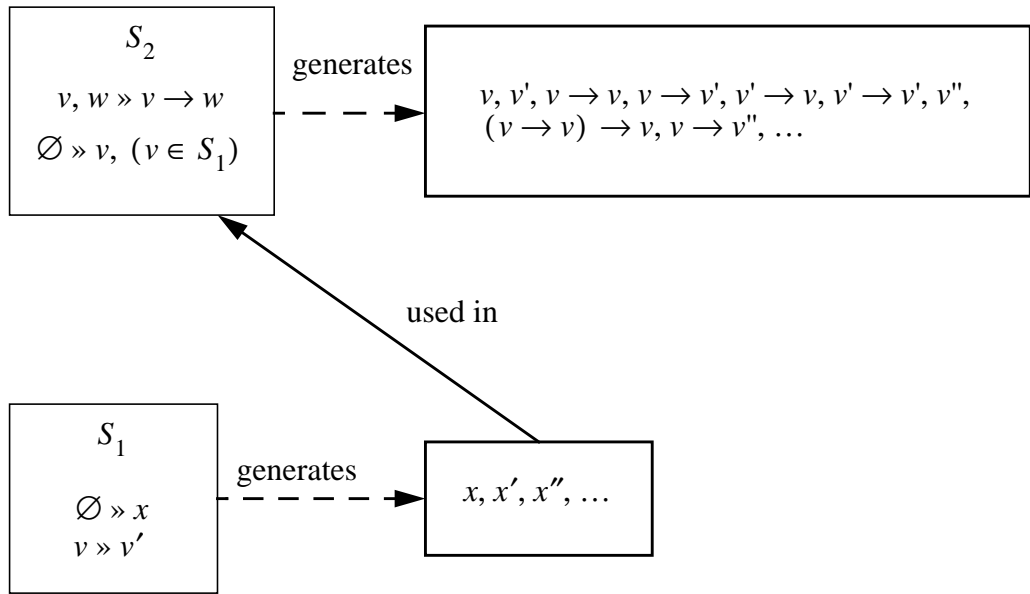 S₂
v, w » v → w
∅ » v, (v ∈ S₁)
generates
v, v', v → v, v → v', v' → v, v' → v', v",
(v → v) → v, v → v", …
used in
S₁
∅ » x
v » v′
generates
x, x′, x″, …